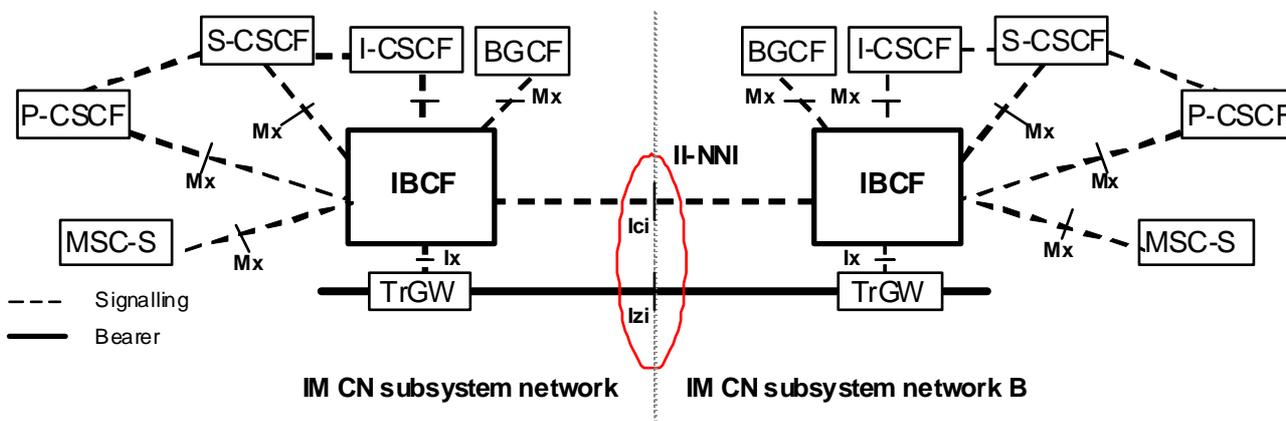 S-CSCF
I-CSCF
BGCF
BGCF
I-CSCF
S-CSCF
P-CSCF
Mx
Mx
Mx
Mx
Mx
P-CSCF
IBCF
II-NNI
IBCF
Mx
Mx
MSC-S
Mx
Ici
Mx
MSC-S
Ix
Ix
Signalling
TrGW
TrGW
Izi
Bearer
IM CN subsystem network
IM CN subsystem network B